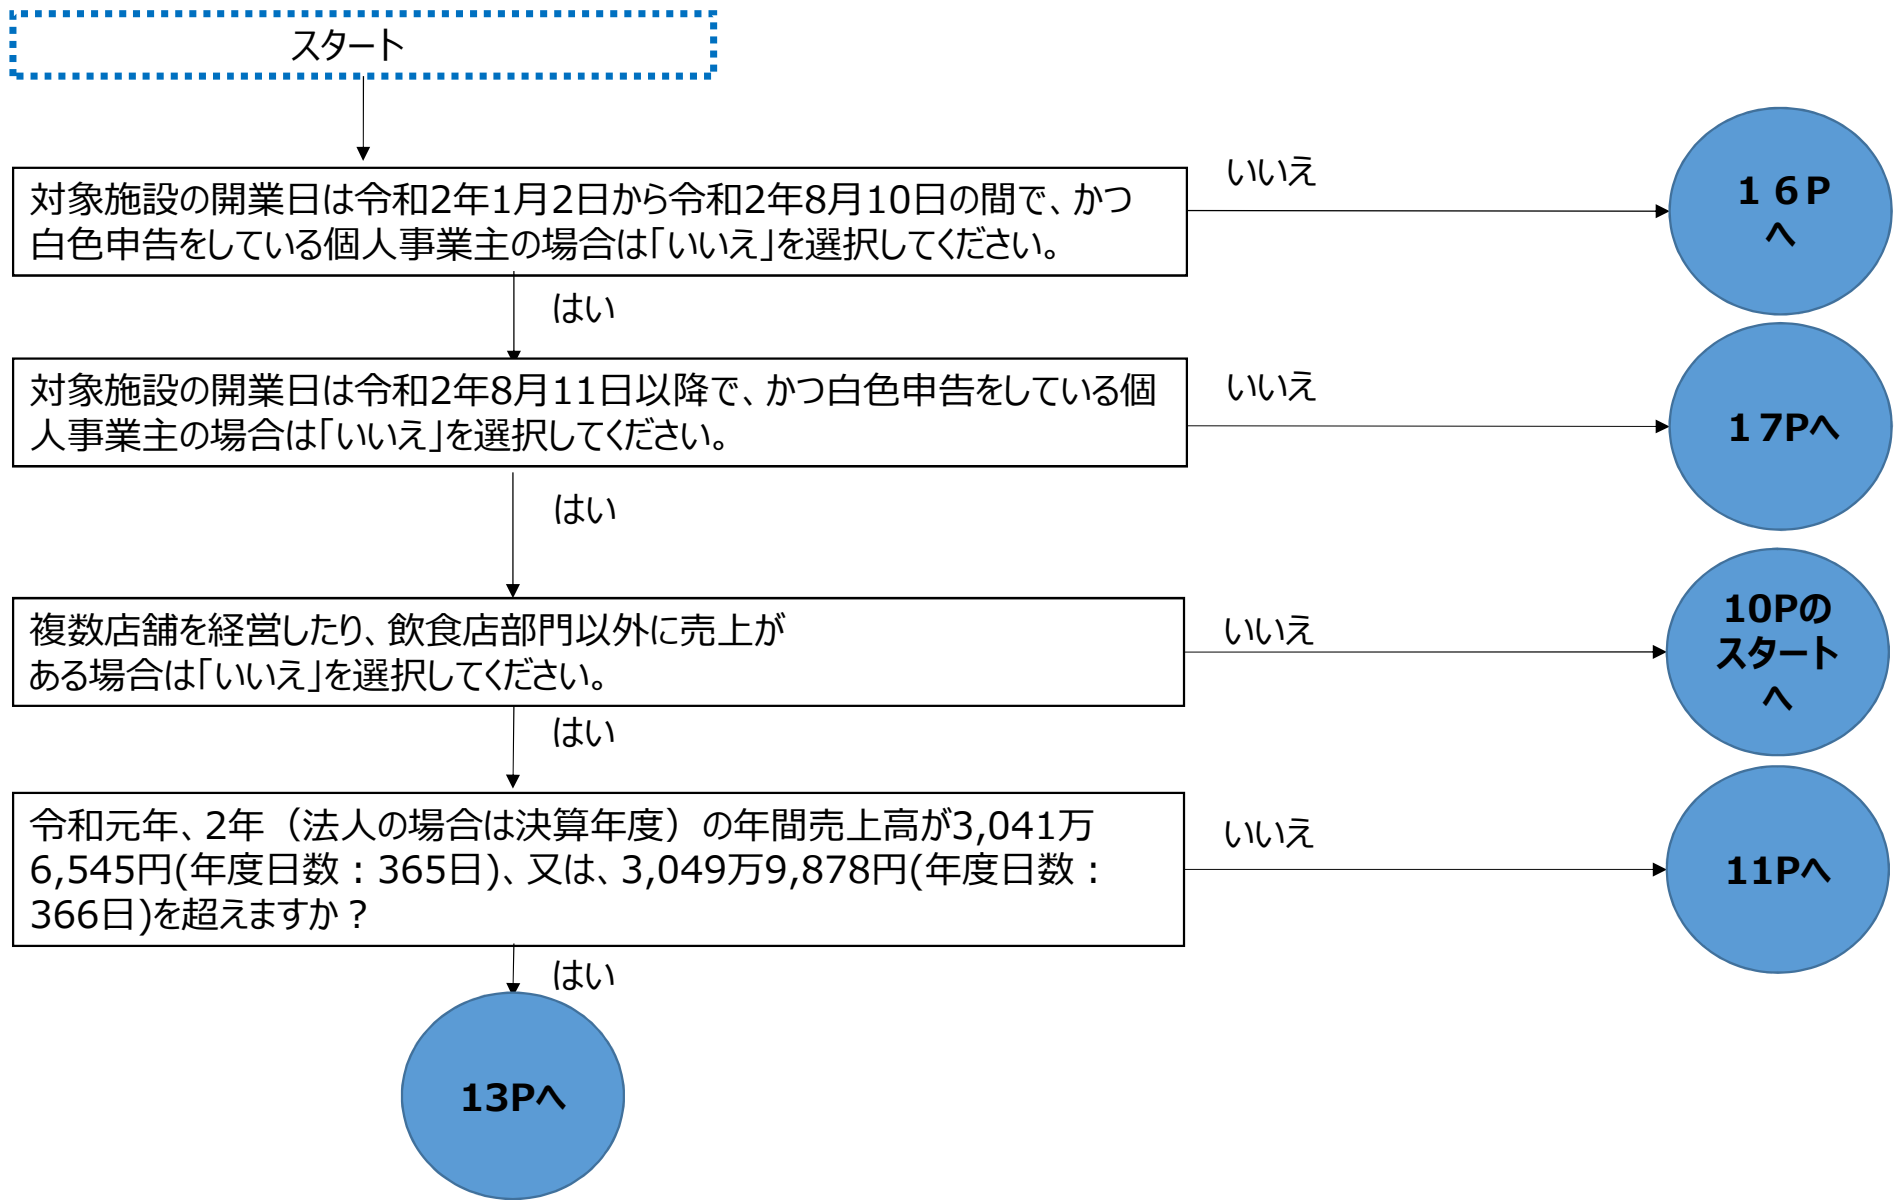 スタート
対象施設の開業日は令和2年1月2日から令和2年8月10日の間で、かつ
白色申告をしている個人事業主の場合は「いいえ」を選択してください。
いいえ
１６P
へ
はい
対象施設の開業日は令和2年8月11日以降で、かつ白色申告をしている個
人事業主の場合は「いいえ」を選択してください。
いいえ
１7Pへ
はい
複数店舗を経営したり、飲食店部門以外に売上が
ある場合は「いいえ」を選択してください。
いいえ
10Pの
スタート
へ
はい
令和元年、2年（法人の場合は決算年度）の年間売上高が3,041万
6,545円(年度日数：365日)、又は、3,049万9,878円(年度日数：
366日)を超えますか？
いいえ
11Pへ
はい
13Pへ